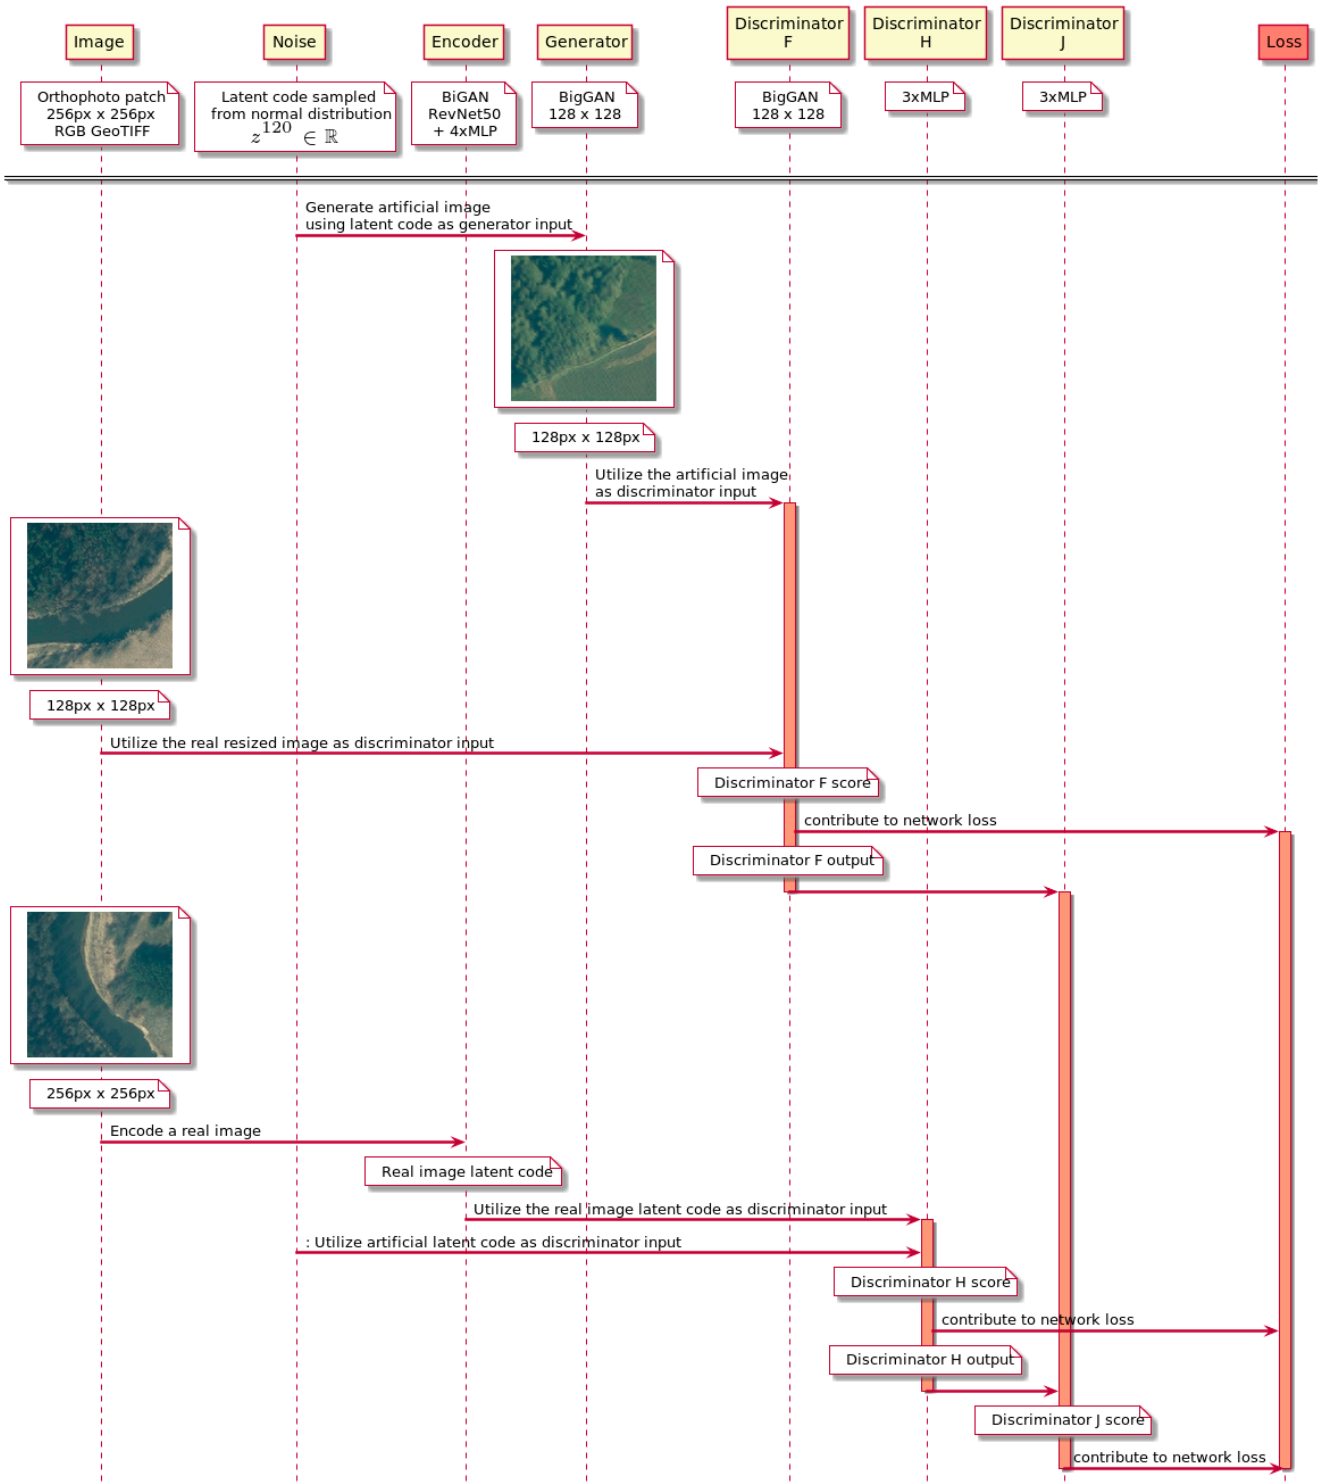 Image
Noise
Encoder
Generator
Discriminator
F
Discriminator
H
Discriminator
J
Loss
Orthophoto patch
256px x 256px
RGB GeoTIFF
Latent code sampled
from normal distribution
z^120 ∈ ℝ
BiGAN
RevNet50
+ 4xMLP
BigGAN
128 x 128
BigGAN
128 x 128
3xMLP
3xMLP
Generate artificial image
using latent code as generator input
128px x 128px
Utilize the artificial image
as discriminator input
128px x 128px
Utilize the real resized image as discriminator input
Discriminator F score
contribute to network loss
Discriminator F output
256px x 256px
Encode a real image
Real image latent code
Utilize the real image latent code as discriminator input
: Utilize artificial latent code as discriminator input
Discriminator H score
contribute to network loss
Discriminator H output
Discriminator J score
contribute to network loss